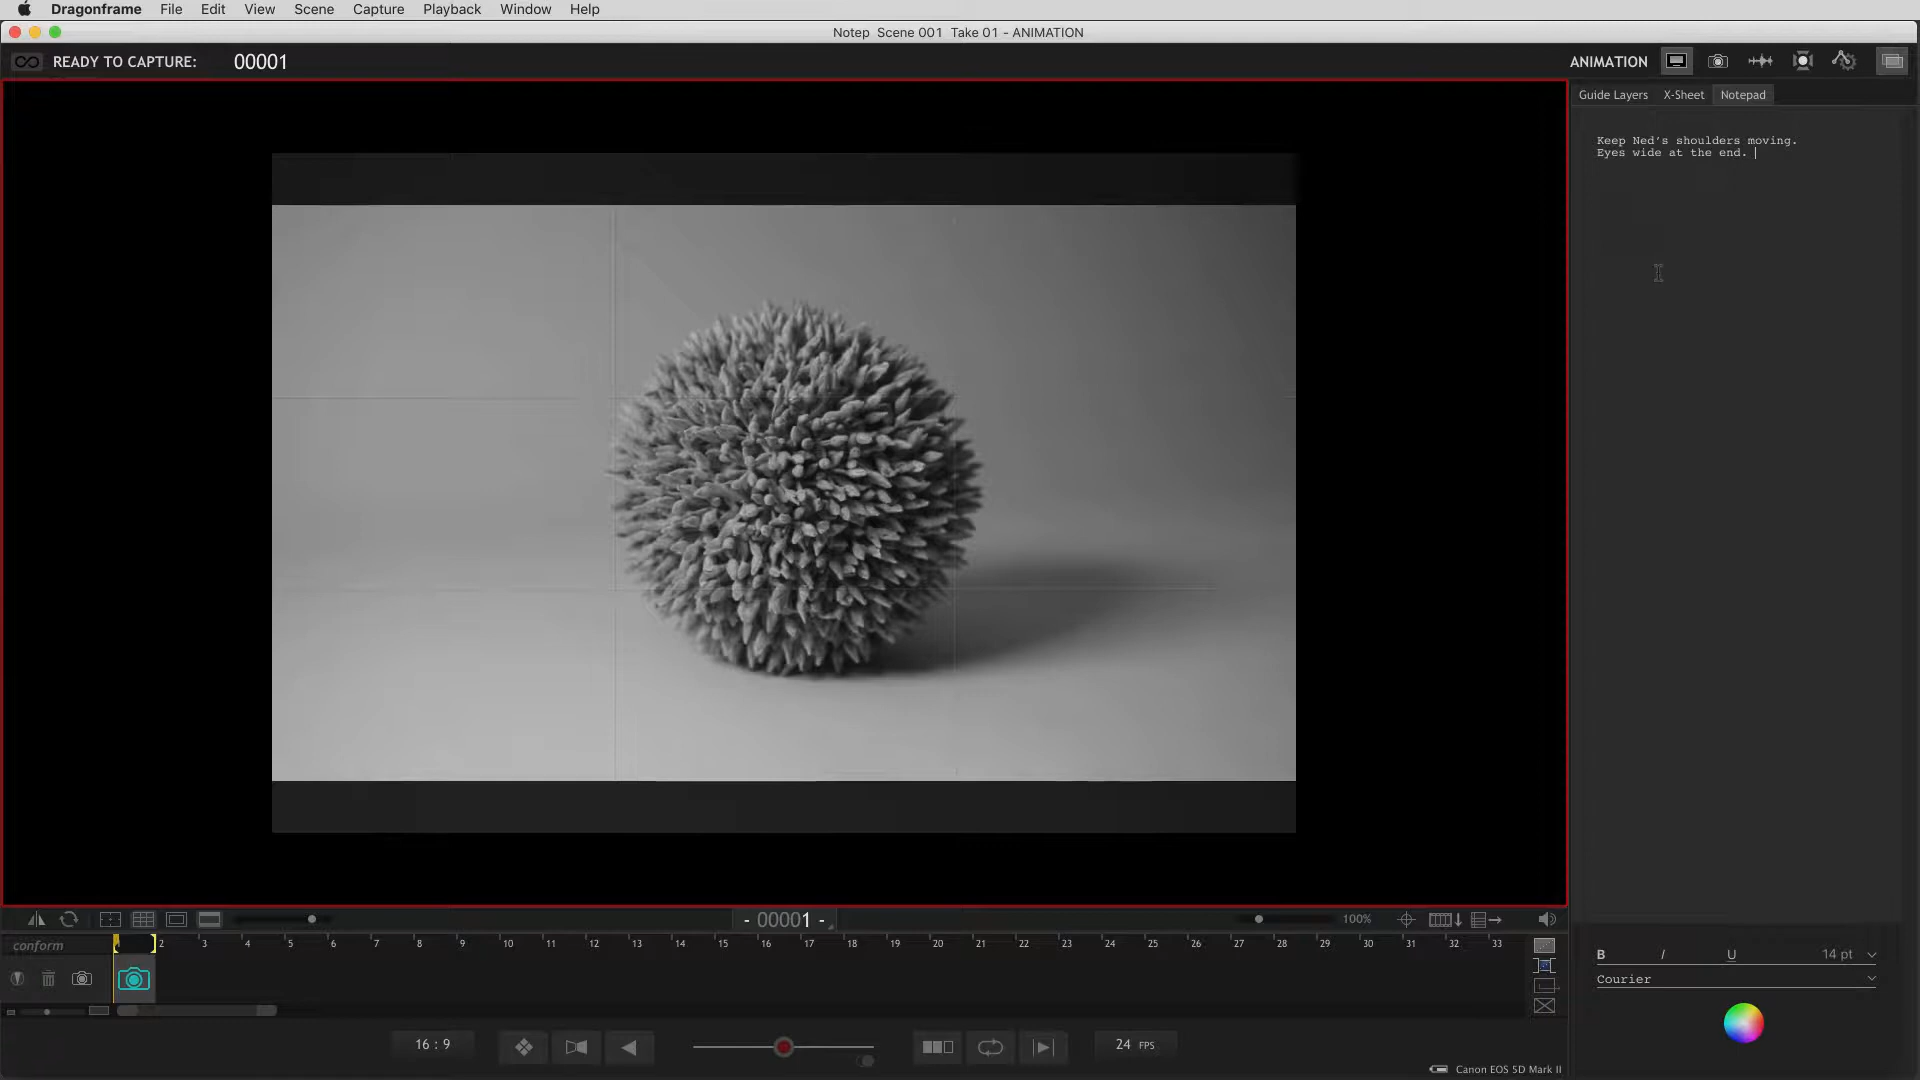 Dragonframe File Edit View Scene Capture Playback Window Help
Notep Scene 001 Take 01 - ANIMATION
READY TO CAPTURE: 00001
ANIMATION
Guide Layers X-Sheet Notepad
Keep Ned's shoulders moving.
Eyes wide at the end.
- 00001 -
100%
conform
2 3 4 5 6 7 8 9 10 11 12 13 14 15 16 17 18 19 20 21 22 23 24 25 26 27 28 29 30 31 32 33
B I U 14 pt
Courier
16 : 9
24 FPS
Canon EOS 5D Mark II